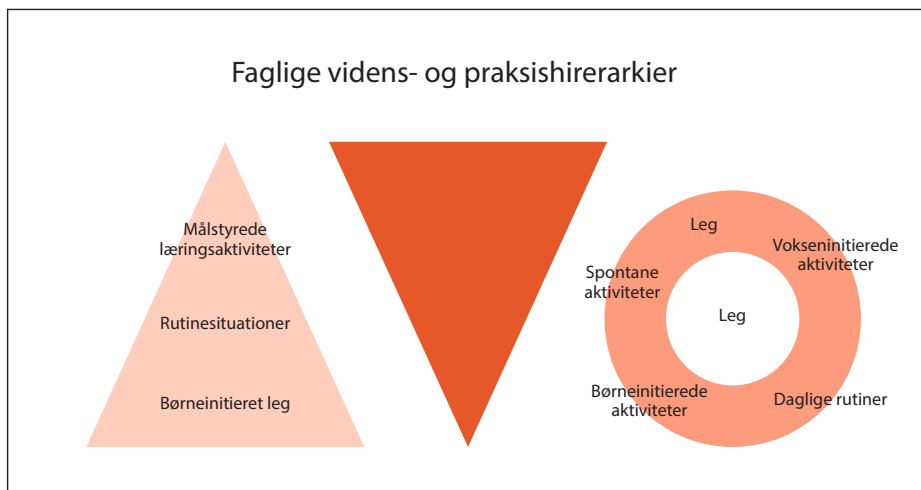 Faglige videns- og praksishirerarkier
Målstyrede
læringsaktiviteter
Rutinesituationer
Børneinitieret leg
Leg
Vokseninitierede
aktiviteter
Spontane
aktiviteter
Leg
Børneinitierede
aktiviteter
Daglige rutiner